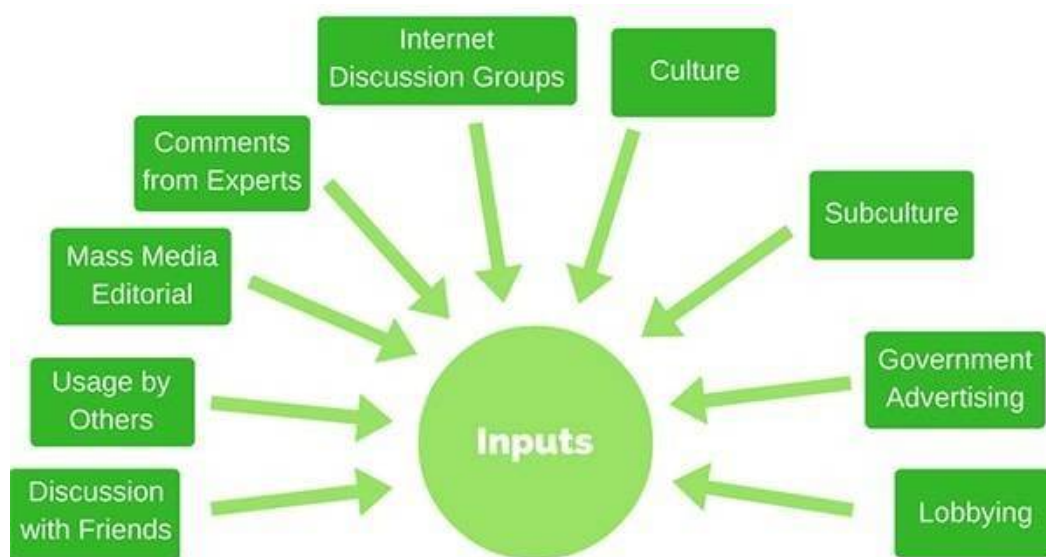 Internet
Discussion Groups
Culture
Comments
from Experts
Subculture
Mass Media
Editorial
Government
Advertising
Usage by
Others
Inputs
Discussion
with Friends
Lobbying